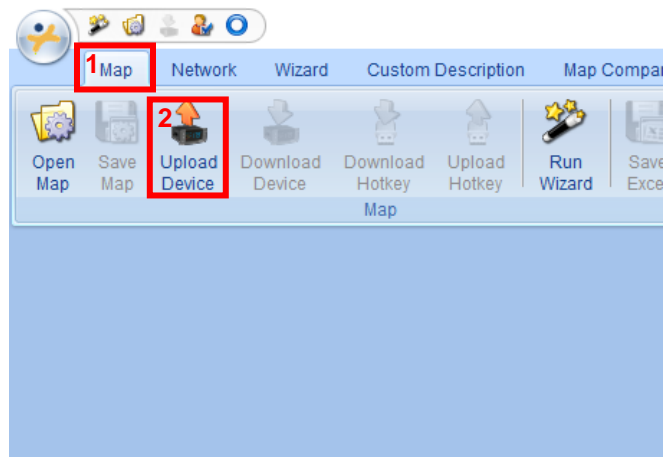 1 Map Network Wizard Custom Description Map Compar
2
Open Save Upload Download Download Upload Run Save
Map Map Device Device Hotkey Hotkey Wizard Exce
Map